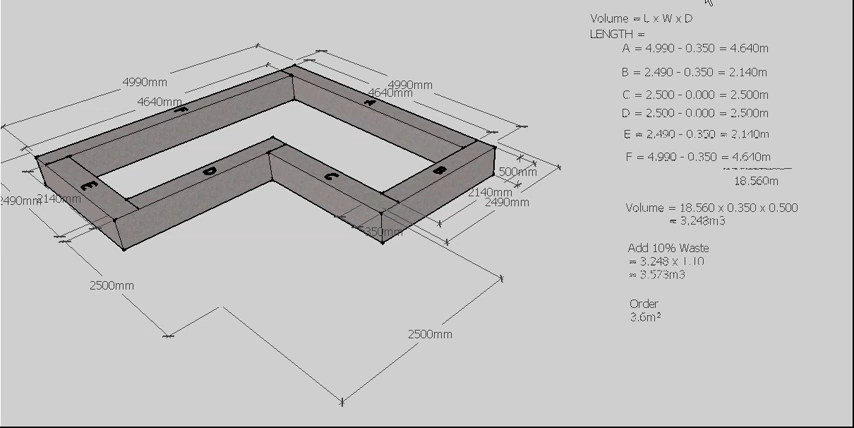 Volume = L x W x D
LENGTH =
A = 4.990 - 0.350 = 4.640m
B = 2.490 - 0.350 = 2.140m
C = 2.500 - 0.000 = 2.500m
D = 2.500 - 0.000 = 2.500m
E = 2.490 - 0.350 = 2.140m
F = 4.990 - 0.350 = 4.640m
18.560m
Volume = 18.560 x 0.350 x 0.500
= 3.248m3
Add 10% Waste
= 3.248 x 1.10
= 3.573m3
Order
3.6m²
4990mm
4640mm
F
4990mm
4640mm
A
E
D
C
B
500mm
2140mm
2490mm
2490mm
2140mm
350mm
2500mm
2500mm